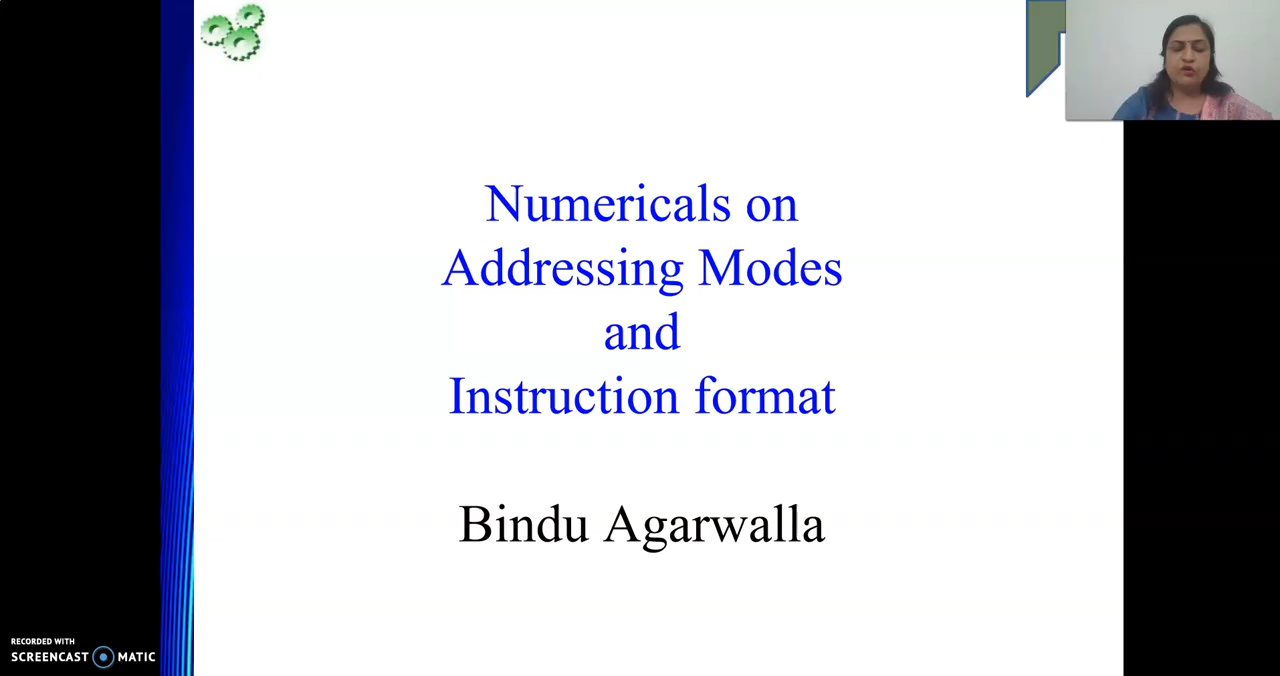 Numericals on
Addressing Modes
and
Instruction format
Bindu Agarwalla
RECORDED WITH
SCREENCAST MATIC